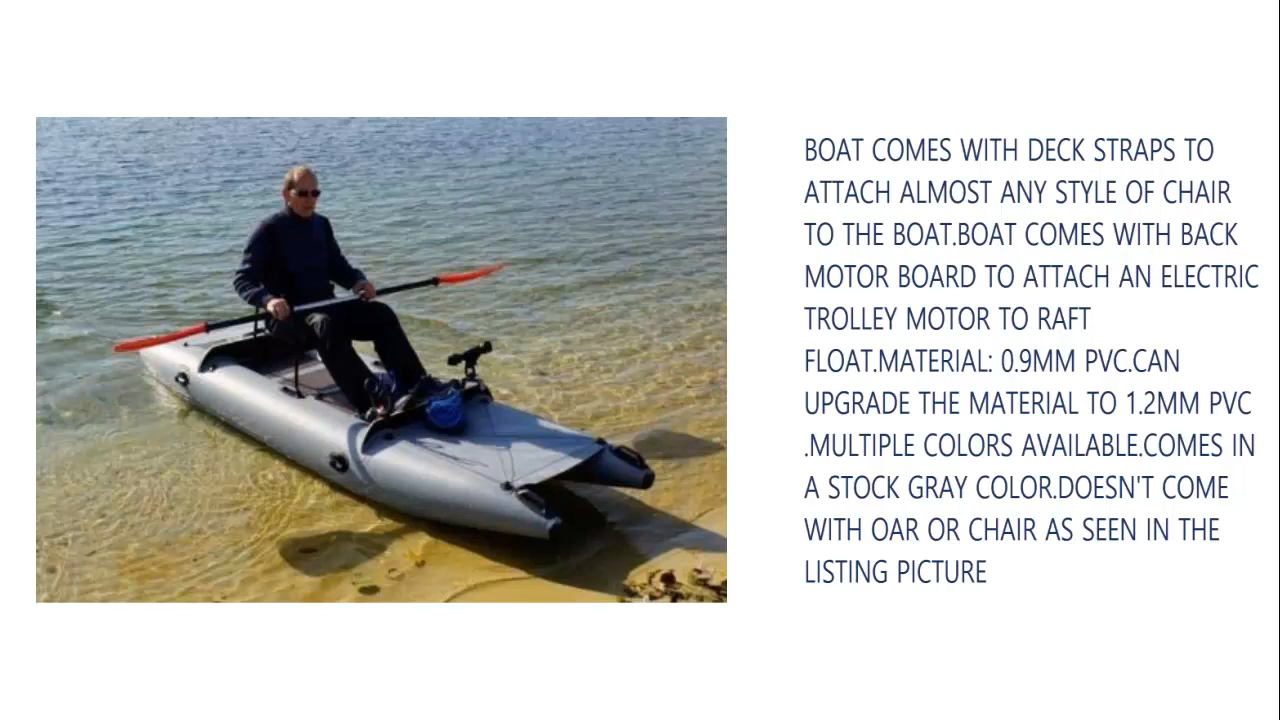 BOAT COMES WITH DECK STRAPS TO
ATTACH ALMOST ANY STYLE OF CHAIR
TO THE BOAT.BOAT COMES WITH BACK
MOTOR BOARD TO ATTACH AN ELECTRIC
TROLLEY MOTOR TO RAFT
FLOAT.MATERIAL: 0.9MM PVC.CAN
UPGRADE THE MATERIAL TO 1.2MM PVC
.MULTIPLE COLORS AVAILABLE.COMES IN
A STOCK GRAY COLOR.DOESN'T COME
WITH OAR OR CHAIR AS SEEN IN THE
LISTING PICTURE